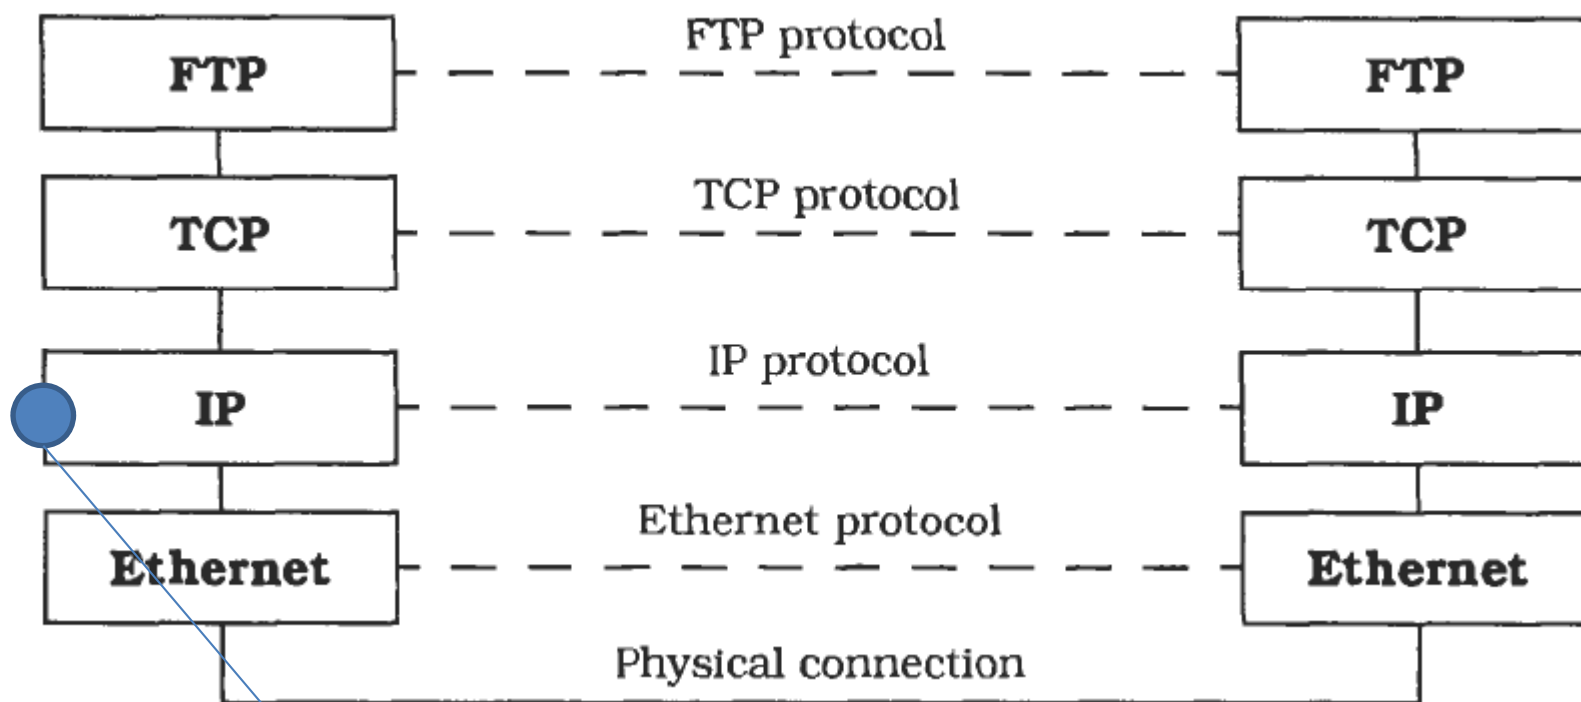 FTP protocol
FTP
FTP
TCP protocol
TCP
TCP
IP protocol
IP
IP
Ethernet protocol
Ethernet
Ethernet
Physical connection